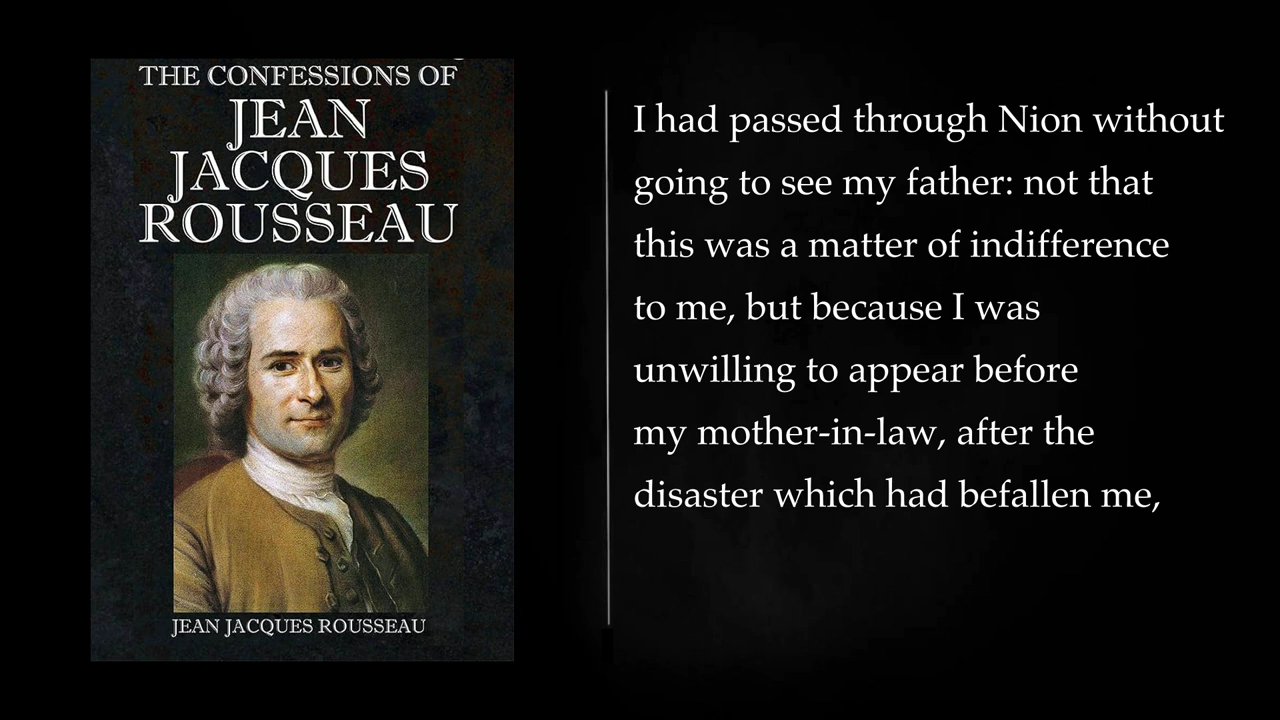 THE CONFESSIONS OF
JEAN
JACQUES
ROUSSEAU
JEAN JACQUES ROUSSEAU
I had passed through Nion without
going to see my father: not that
this was a matter of indifference
to me, but because I was
unwilling to appear before
my mother-in-law, after the
disaster which had befallen me,